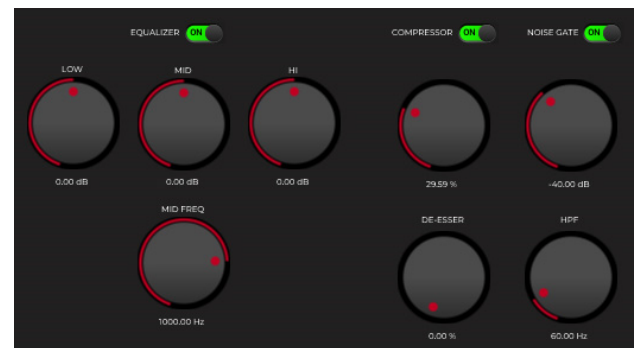 EQUALIZER ON
COMPRESSOR ON
NOISE GATE ON
LOW
MID
HI
0.00 dB
0.00 dB
0.00 dB
29.59 %
-40.00 dB
MID FREQ
DE-ESSER
HPF
1000.00 Hz
0.00 %
60.00 Hz